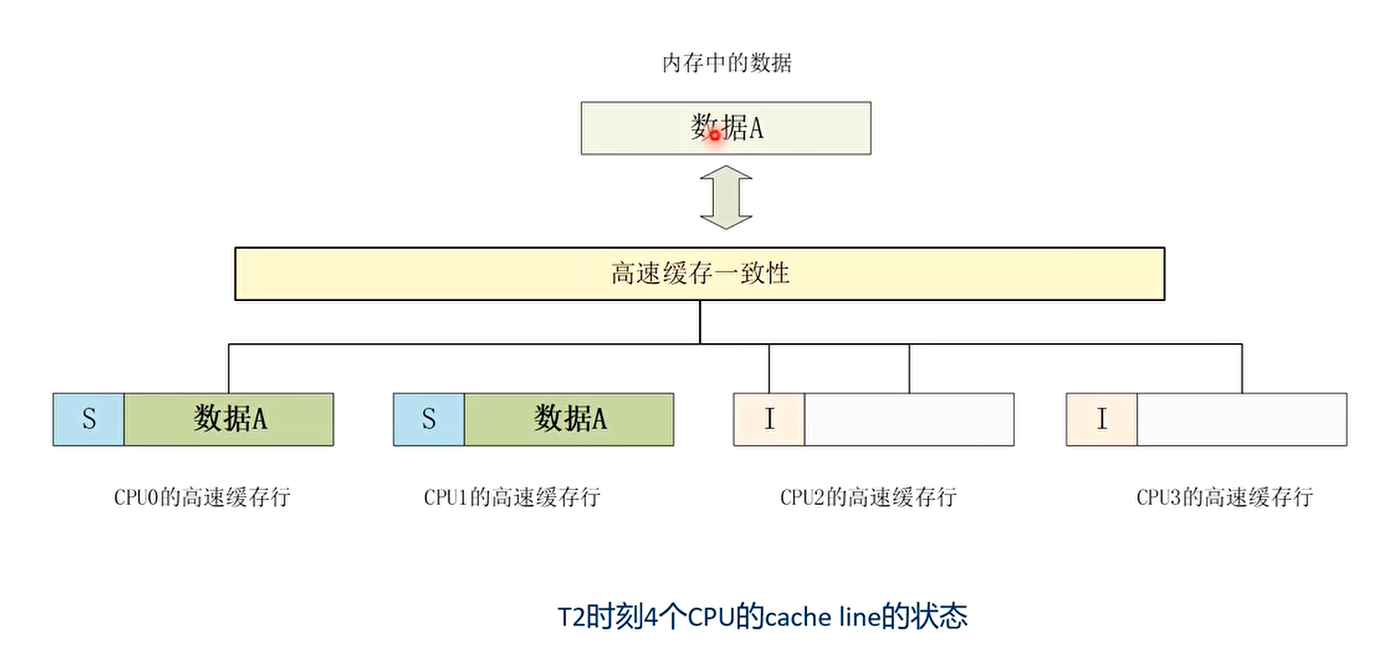 内存中的数据
数据A
高速缓存一致性
S 数据A S 数据A I I
CPU0的高速缓存行 CPU1的高速缓存行 CPU2的高速缓存行 CPU3的高速缓存行
T2时刻4个CPU的cache line的状态